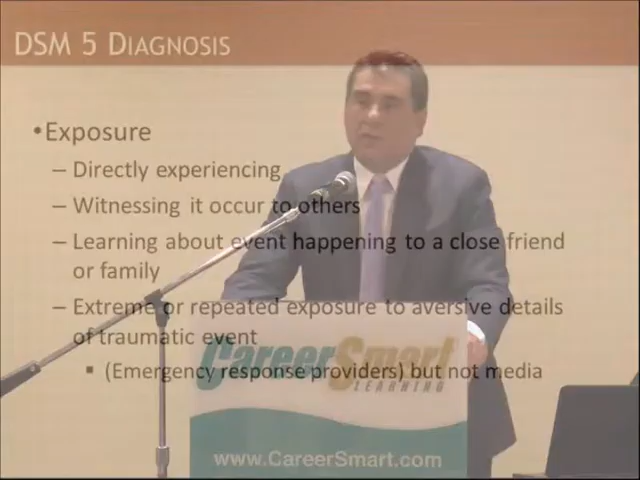 DSM 5 DIAGNOSIS
•Exposure
– Directly experiencing
– Witnessing it occur to others
– Learning about event happening to a close friend
or family
– Extreme or repeated exposure to aversive details
of traumatic event
▪ (Emergency response providers) but not media
CareerSmart
LEARNING
www.CareerSmart.com